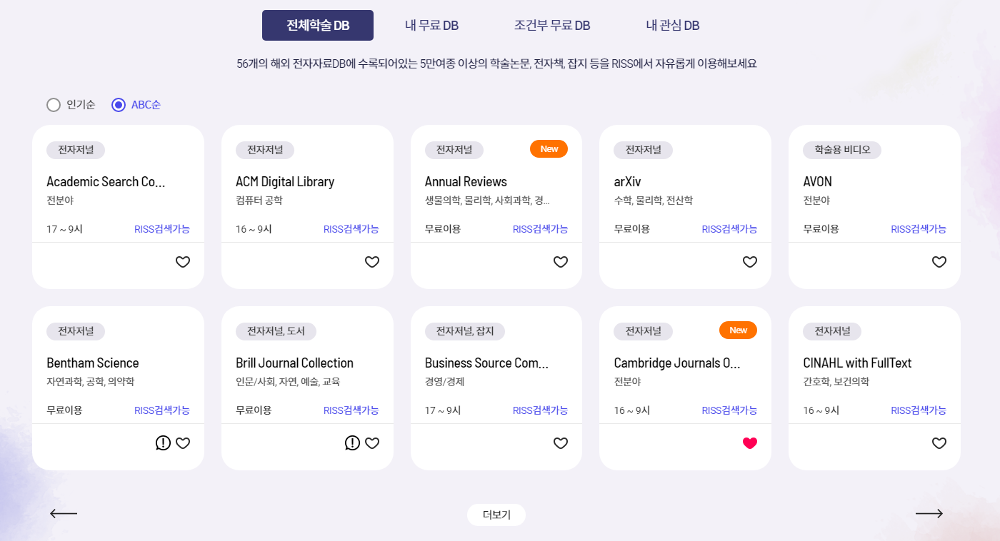 전체학술 DB 내 무료 DB 조건부 무료 DB 내 관심 DB
56개의 해외 전자자료DB에 수록되어있는 5만여종 이상의 학술논문, 전자책, 잡지 등을 RISS에서 자유롭게 이용해보세요
인기순 ABC순
전자저널
Academic Search Co...
전분야
17 ~ 9시 RISS검색가능
전자저널
ACM Digital Library
컴퓨터 공학
16 ~ 9시 RISS검색가능
전자저널 New
Annual Reviews
생물의학, 물리학, 사회과학, 경...
무료이용 RISS검색가능
전자저널
arXiv
수학, 물리학, 전산학
무료이용 RISS검색가능
학술용 비디오
AVON
전분야
무료이용 RISS검색가능
전자저널
Bentham Science
자연과학, 공학, 의약학
무료이용 RISS검색가능
전자저널, 도서
Brill Journal Collection
인문/사회, 자연, 예술, 교육
무료이용 RISS검색가능
전자저널, 잡지
Business Source Com...
경영/경제
17 ~ 9시 RISS검색가능
전자저널 New
Cambridge Journals O...
전분야
16 ~ 9시 RISS검색가능
전자저널
CINAHL with FullText
간호학, 보건의학
16 ~ 9시 RISS검색가능
더보기